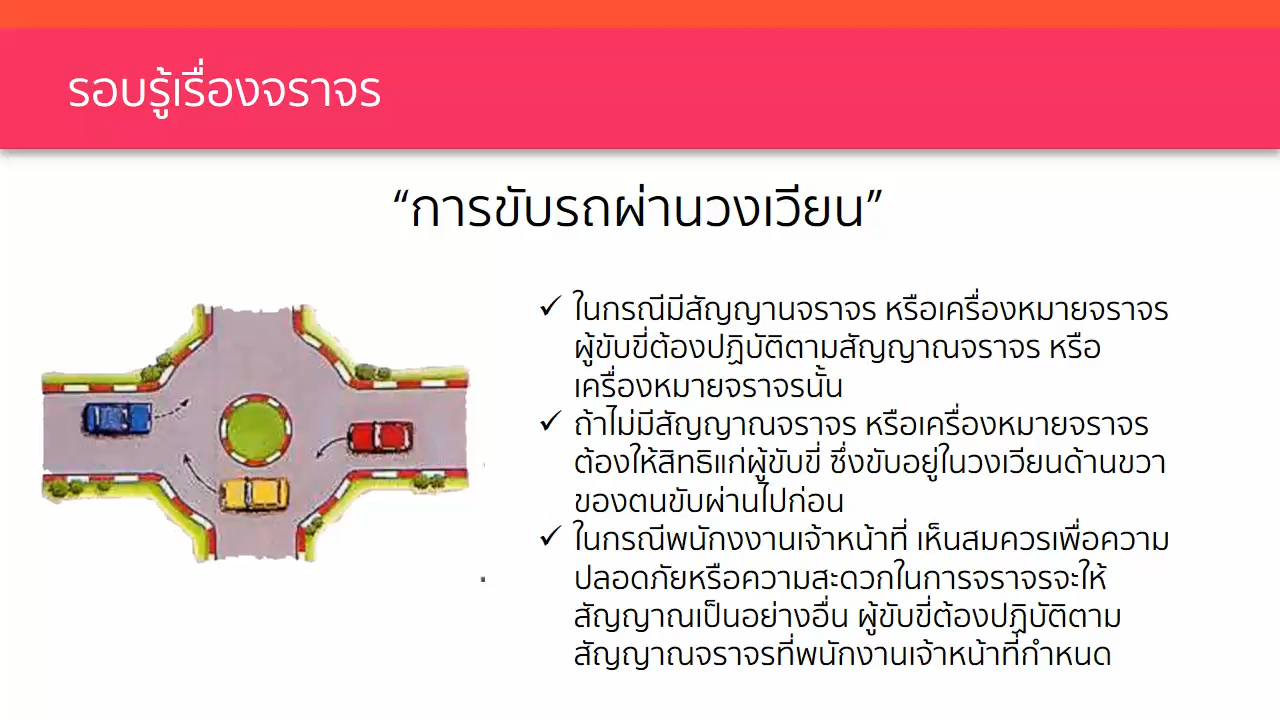 รอบรู้เรื่องจราจร
“การขับรถผ่านวงเวียน”
✓ ในกรณีมีสัญญานจราจร หรือเครื่องหมายจราจร
ผู้ขับขี่ต้องปฏิบัติตามสัญญาณจราจร หรือ
เครื่องหมายจราจรนั้น
✓ ถ้าไม่มีสัญญาณจราจร หรือเครื่องหมายจราจร
ต้องให้สิทธิแก่ผู้ขับขี่ ซึ่งขับอยู่ในวงเวียนด้านขวา
ของตนขับผ่านไปก่อน
✓ ในกรณีพนักงงานเจ้าหน้าที่ เห็นสมควรเพื่อความ
ปลอดภัยหรือความสะดวกในการจราจรจะให้
สัญญาณเป็นอย่างอื่น ผู้ขับขี่ต้องปฏิบัติตาม
สัญญาณจราจรที่พนักงานเจ้าหน้าที่กำหนด